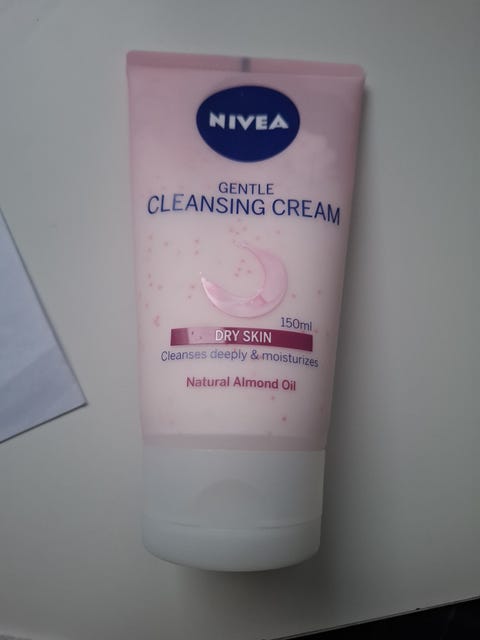 NIVEA
GENTLE
CLEANSING CREAM
150ml
DRY SKIN
Cleanses deeply & moisturizes
Natural Almond Oil